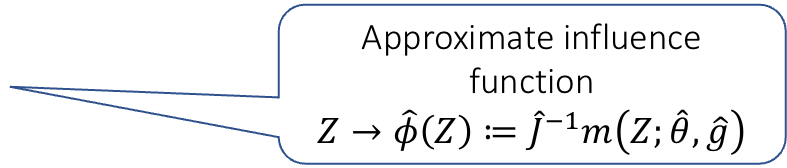 Approximate influence
function
Z → ϕ̂(Z) ≔ Ĵ⁻¹m(Z; θ̂, ĝ)